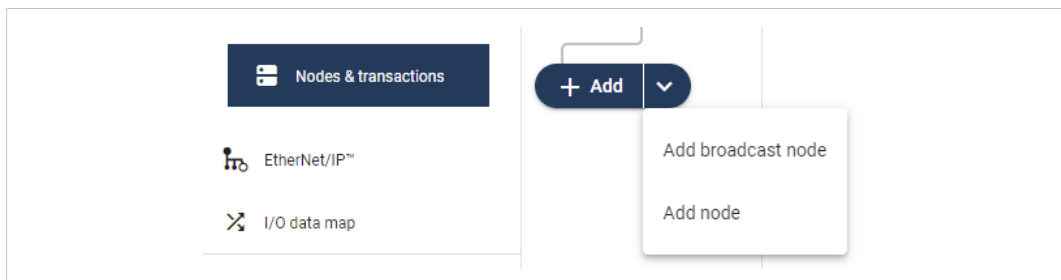 Nodes & transactions
EtherNet/IP™
I/O data map
+ Add
Add broadcast node
Add node